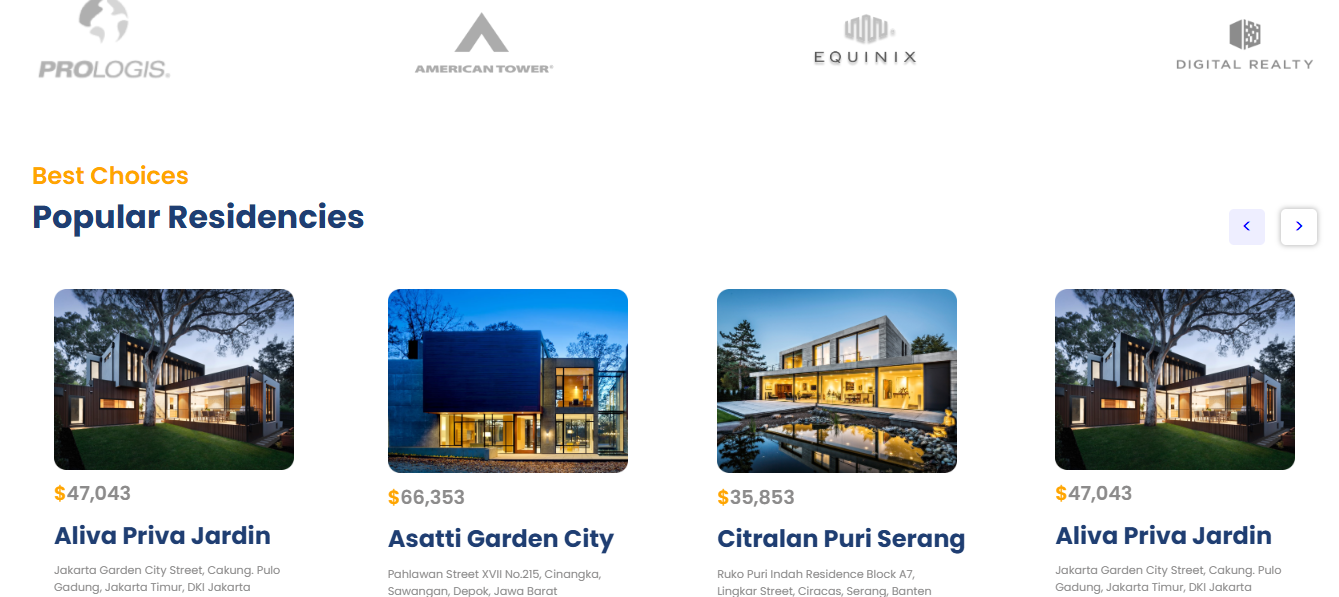 PROLOGIS.
AMERICAN TOWER®
EQUINIX
DIGITAL REALTY
Best Choices
Popular Residencies
< >
$47,043
Aliva Priva Jardin
Jakarta Garden City Street, Cakung. Pulo
Gadung, Jakarta Timur, DKI Jakarta
$66,353
Asatti Garden City
Pahlawan Street XVII No.215, Cinangka,
Sawangan, Depok, Jawa Barat
$35,853
Citralan Puri Serang
Ruko Puri Indah Residence Block A7,
Lingkar Street, Ciracas, Serang, Banten
$47,043
Aliva Priva Jardin
Jakarta Garden City Street, Cakung. Pulo
Gadung, Jakarta Timur, DKI Jakarta